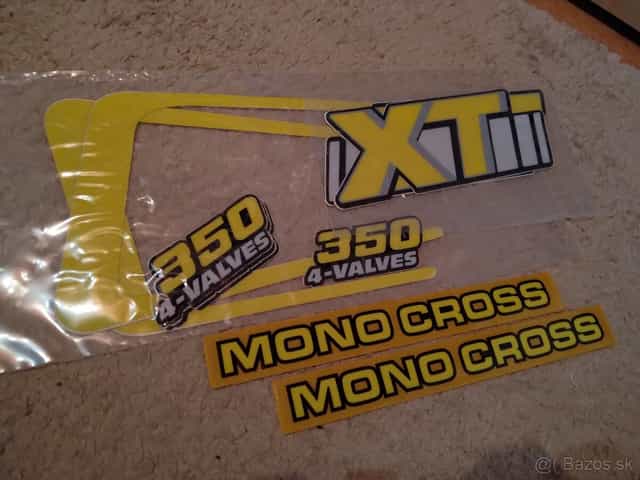 XT
350
4-VALVES
350
4-VALVES
MONO CROSS
MONO CROSS
@( Bazos.sk